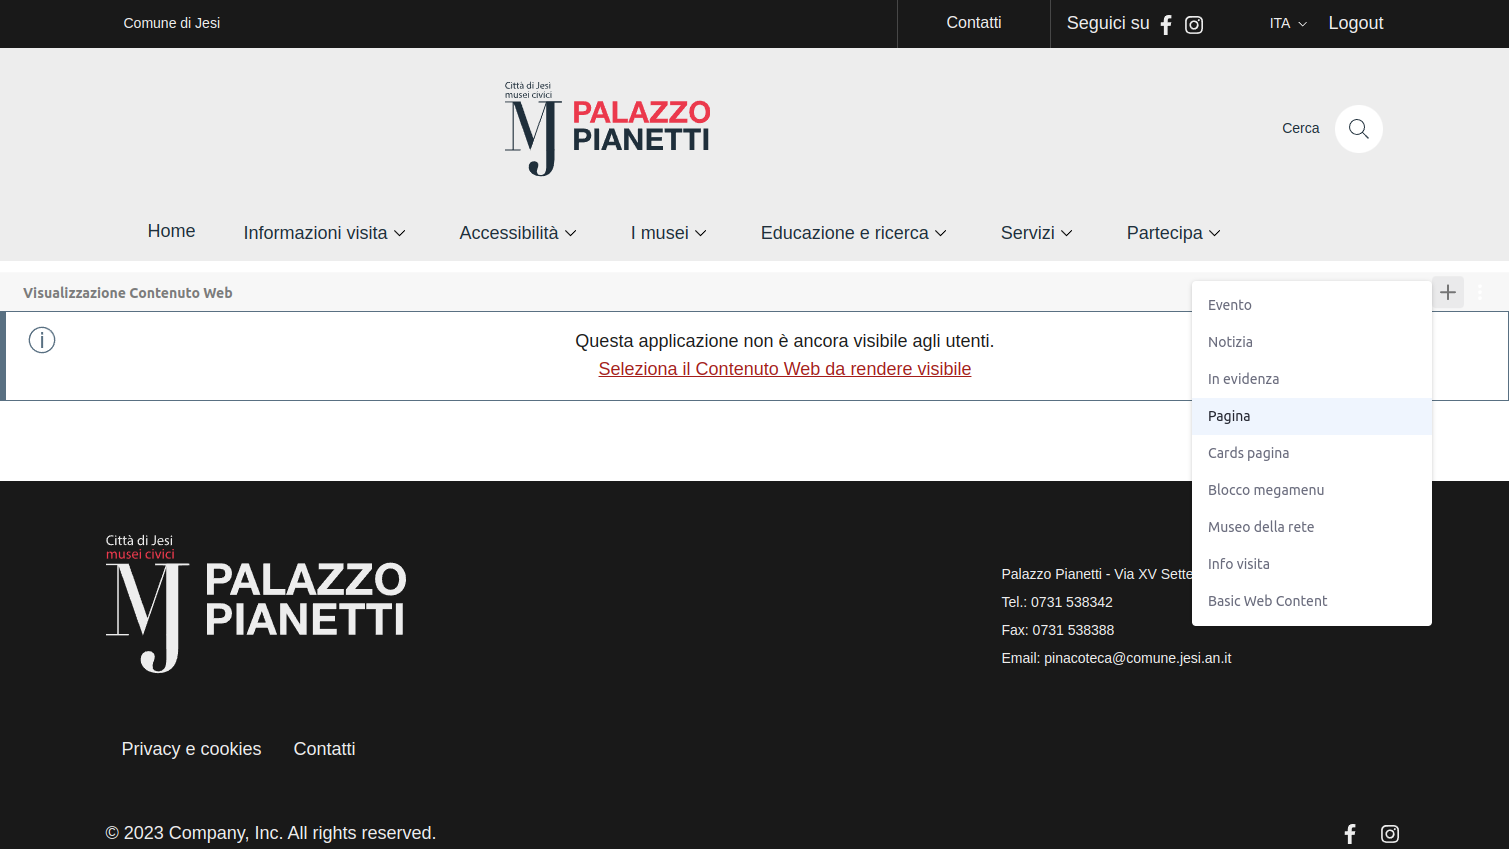 Comune di Jesi
Contatti
Seguici su
ITA
Logout
Città di Jesi
musei civici
MJ
PALAZZO
PIANETTI
Cerca
Home
Informazioni visita
Accessibilità
I musei
Educazione e ricerca
Servizi
Partecipa
Visualizzazione Contenuto Web
Questa applicazione non è ancora visibile agli utenti.
Seleziona il Contenuto Web da rendere visibile
Evento
Notizia
In evidenza
Pagina
Cards pagina
Blocco megamenu
Museo della rete
Info visita
Basic Web Content
Città di Jesi
musei civici
MJ
PALAZZO
PIANETTI
Palazzo Pianetti - Via XV Sette
Tel.: 0731 538342
Fax: 0731 538388
Email: pinacoteca@comune.jesi.an.it
Privacy e cookies
Contatti
© 2023 Company, Inc. All rights reserved.